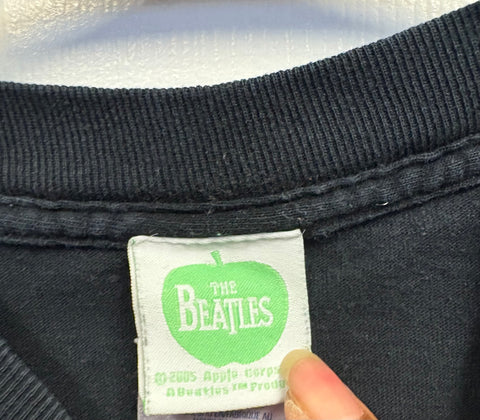 THE
BEATLES
©2005 Apple Corps
A Beatles™ Produ